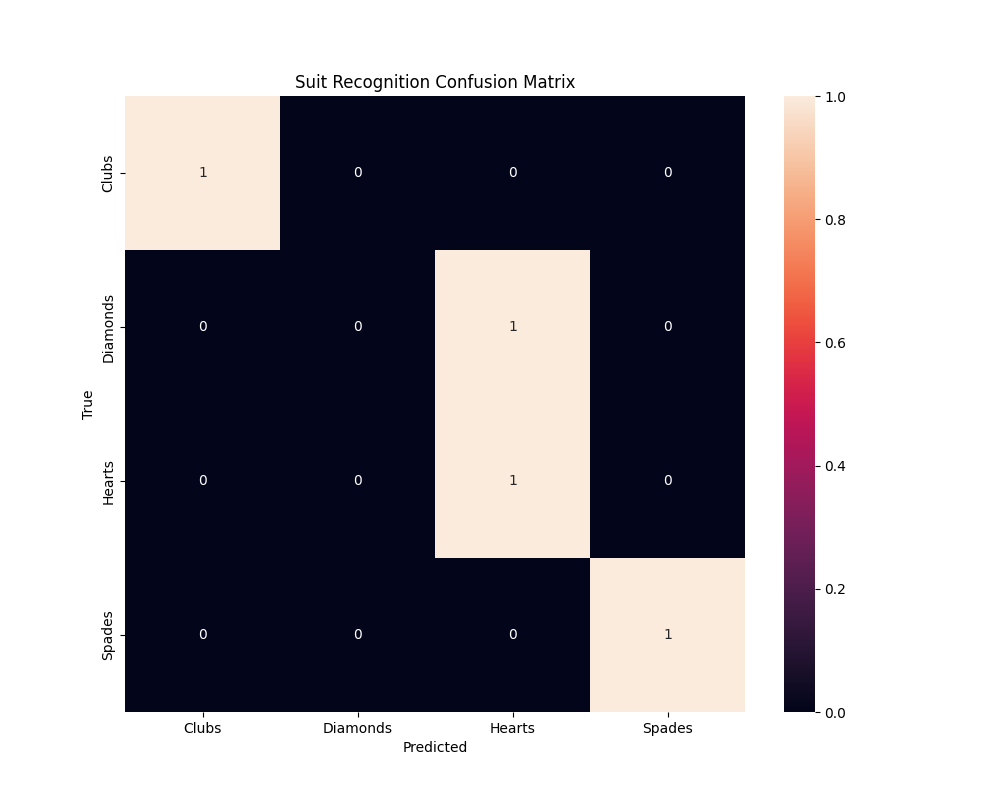 Suit Recognition Confusion Matrix
1.0
Clubs
1 0 0 0
0.8
Diamonds
0 0 1 0
0.6
True
0.4
Hearts
0 0 1 0
0.2
Spades
0 0 0 1
0.0
Clubs Diamonds Hearts Spades
Predicted